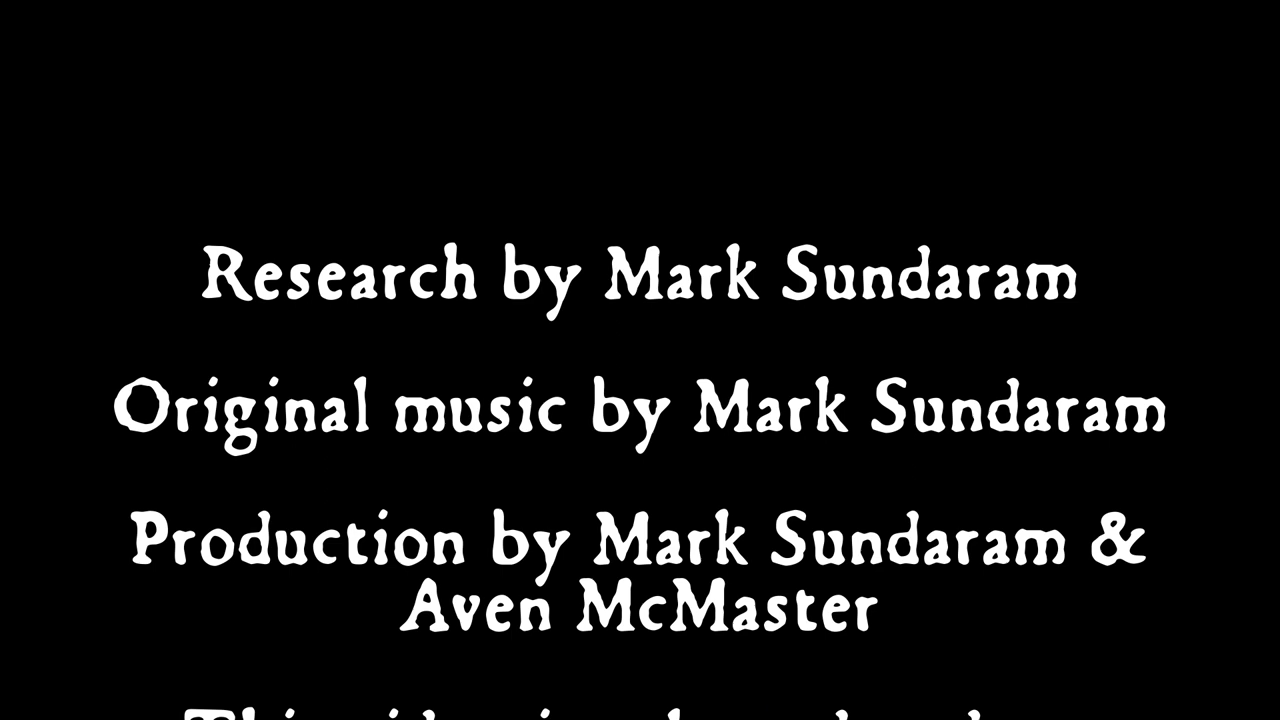 Research by Mark Sundaram
Original music by Mark Sundaram
Production by Mark Sundaram &
Aven McMaster